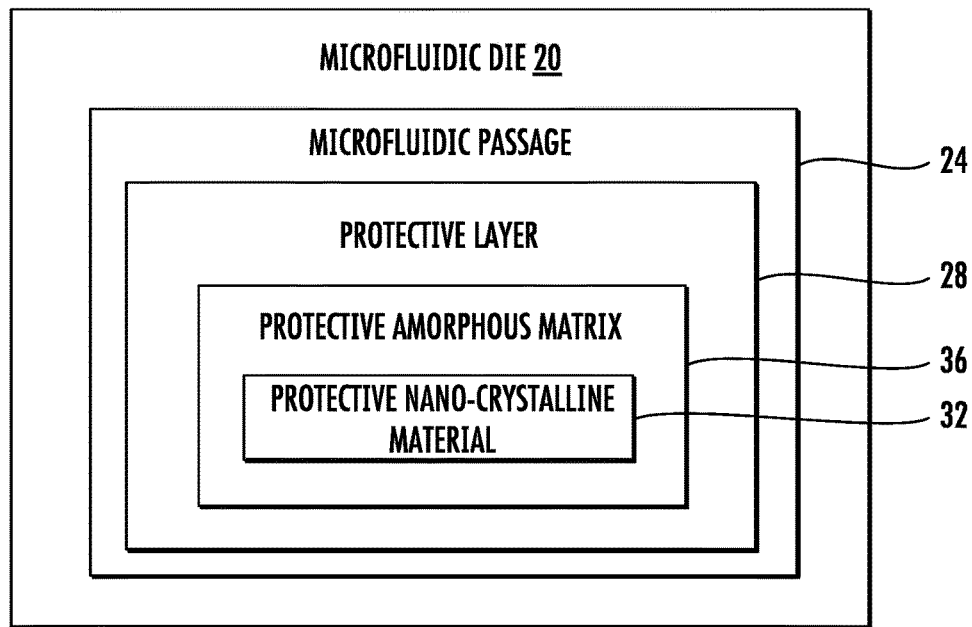 MICROFLUIDIC DIE 20
MICROFLUIDIC PASSAGE
24
PROTECTIVE LAYER
28
PROTECTIVE AMORPHOUS MATRIX
36
PROTECTIVE NANO-CRYSTALLINE
MATERIAL
32